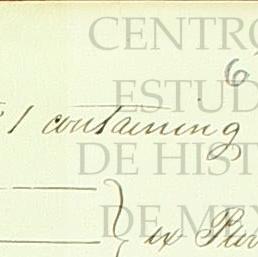 6
1 containing
ex
CENTRO
ESTUD
DE HIST
DE MEX